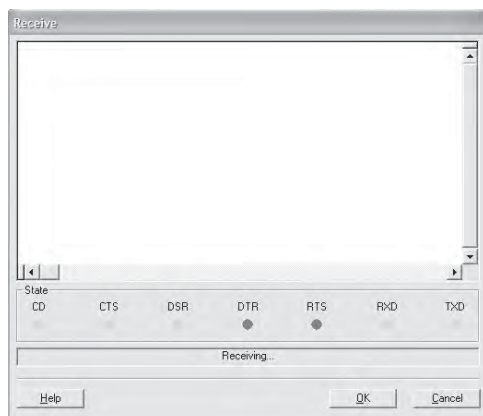 Receive
State
CD CTS DSR DTR RTS RXD TXD
Receiving...
Help OK Cancel